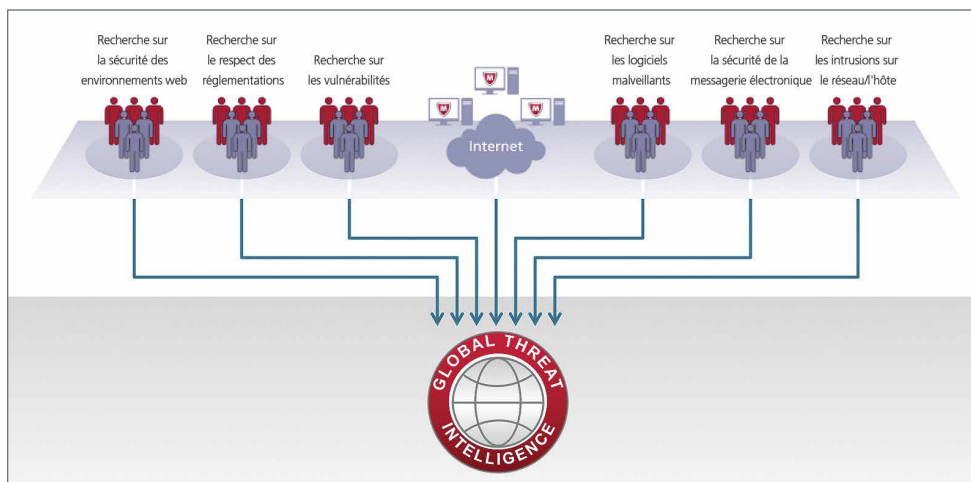 Recherche sur
la sécurité des
environnements web
Recherche sur
le respect des
réglementations
Recherche sur
les vulnérabilités
Internet
Recherche sur
les logiciels
malveillants
Recherche sur
la sécurité de la
messagerie électronique
Recherche sur
les intrusions sur
le réseau/l'hôte
GLOBAL THREAT
INTELLIGENCE